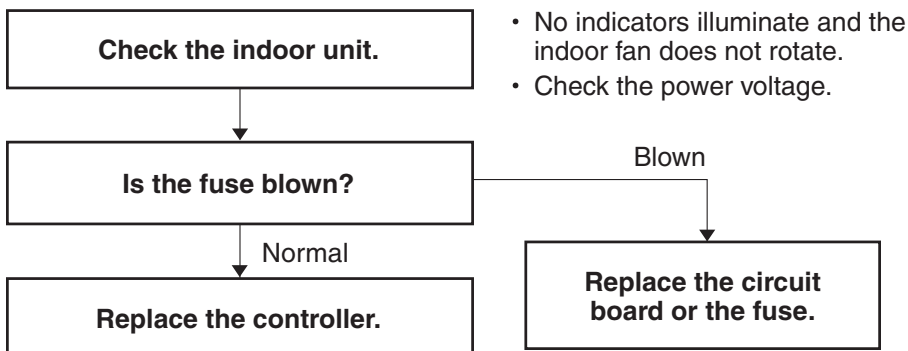 Check the indoor unit.
• No indicators illuminate and the
indoor fan does not rotate.
• Check the power voltage.
Is the fuse blown?
Blown
Normal
Replace the circuit
board or the fuse.
Replace the controller.